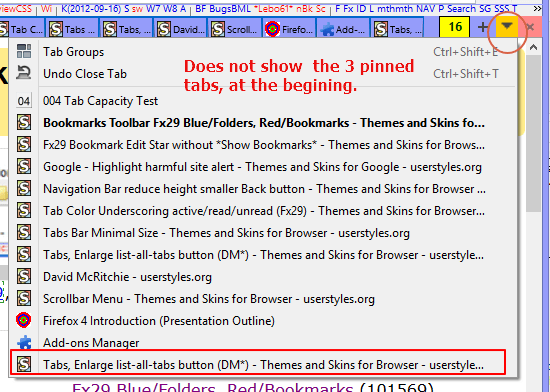 viewCSS | Wi | K(2012-09-16) S sw W7 W8 A | BF BugsBML *Lebo61* nBk Sc | F Fx ID L mthmth NAV P Search SG SSS T
Tab C Tabs, Tabs, David... Scroll... Firefo... Add-... Tabs... 16
Tab Groups Ctrl+Shift+E
Undo Close Tab Ctrl+Shift+T
Does not show the 3 pinned
tabs, at the begining.
04 004 Tab Capacity Test
Bookmarks Toolbar Fx29 Blue/Folders, Red/Bookmarks - Themes and Skins fo...
Fx29 Bookmark Edit Star without *Show Bookmarks* - Themes and Skins for Brows...
Google - Highlight harmful site alert - Themes and Skins for Google - userstyles.org
Navigation Bar reduce height smaller Back button - Themes and Skins for Browser ...
Tab Color Underscoring active/read/unread (Fx29) - Themes and Skins for Browser...
Tabs Bar Minimal Size - Themes and Skins for Browser - userstyles.org
Tabs, Enlarge list-all-tabs button (DM*) - Themes and Skins for Browser - userstyle...
David McRitchie - userstyles.org
Scrollbar Menu - Themes and Skins for Browser - userstyles.org
Firefox 4 Introduction (Presentation Outline)
Add-ons Manager
Tabs, Enlarge list-all-tabs button (DM*) - Themes and Skins for Browser - userstyle...
Fx29 Blue/Folders, Red/Bookmarks (101569)